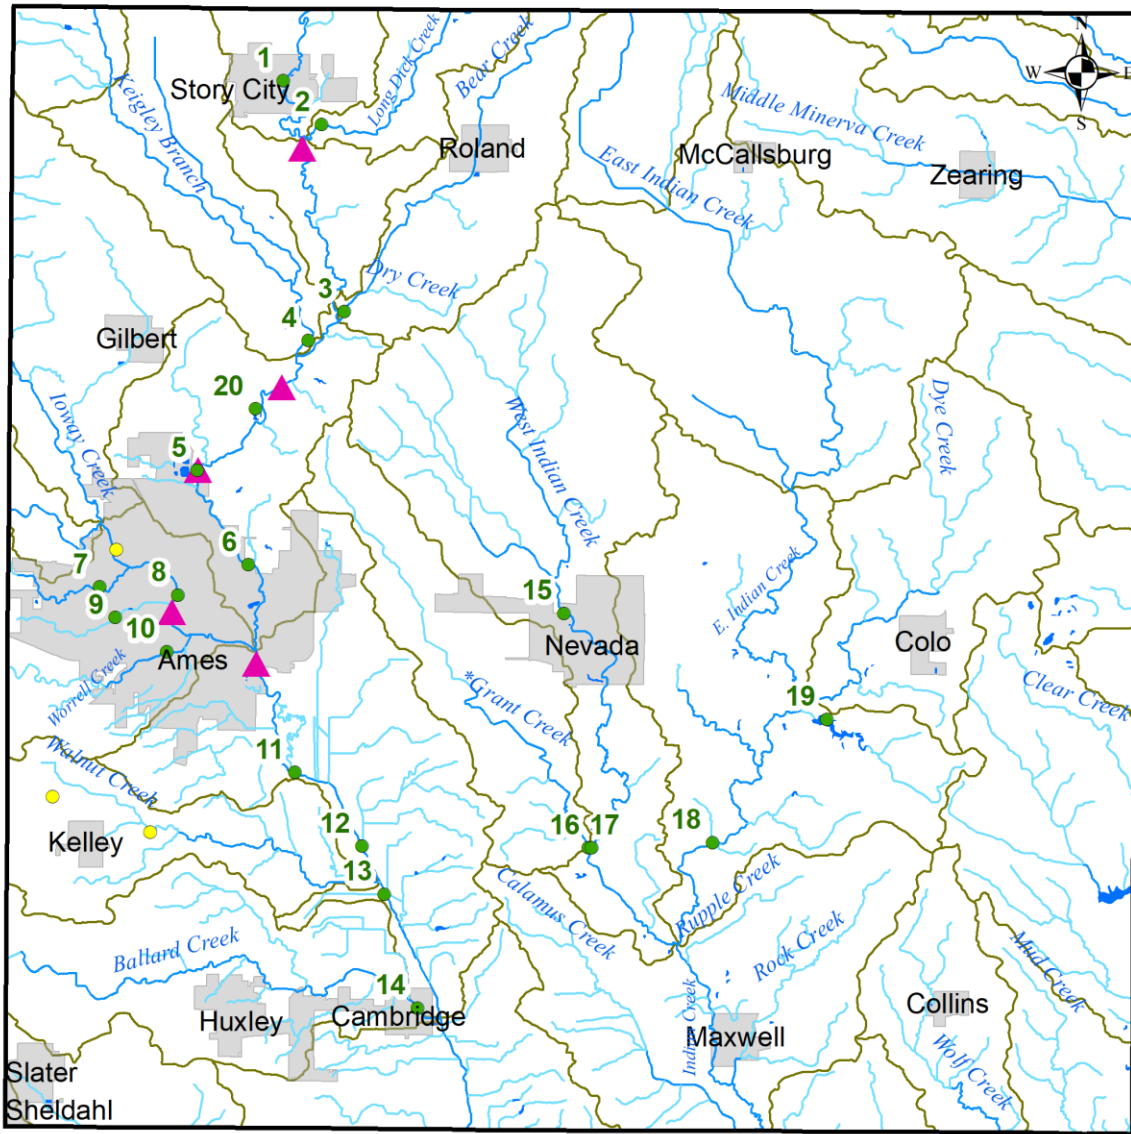 N
W
E
S
1
Story City
2
Long Dick Creek
Bear Creek
Keigley Branch
Roland
Middle Minerva Creek
McCallsburg
Zearing
East Indian Creek
Dry Creek
3
4
Gilbert
20
Ioway Creek
West Indian Creek
Dye Creek
5
6
7
8
9
10
Ames
Worrell Creek
15
Nevada
E. Indian Creek
Colo
*Grant Creek
19
Clear Creek
11
Walnut Creek
Kelley
12
13
16
17
18
Calamus Creek
Rupple Creek
Rock Creek
Mud Creek
Ballard Creek
14
Huxley
Cambridge
Indian Creek
Maxwell
Collins
Wolf Creek
Slater
Sheldahl